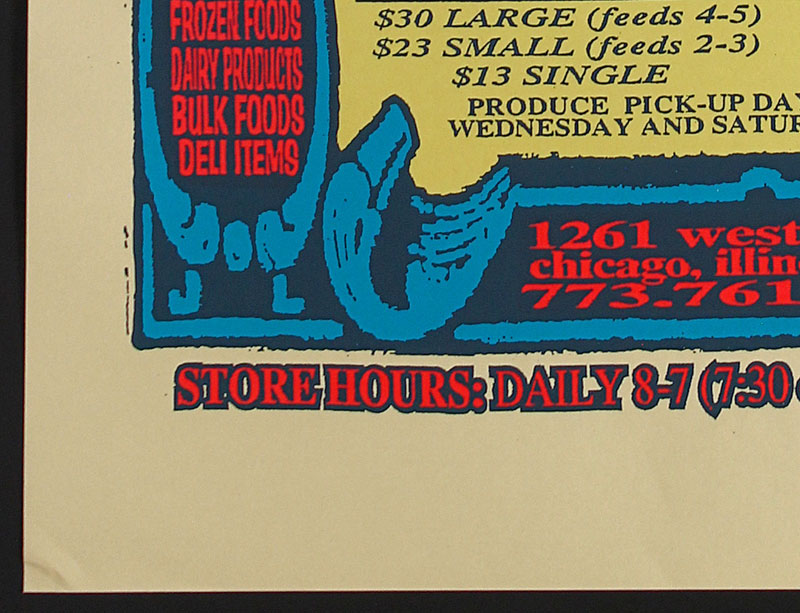 FROZEN FOODS
DAIRY PRODUCTS
BULK FOODS
DELI ITEMS
$30 LARGE (feeds 4-5)
$23 SMALL (feeds 2-3)
$13 SINGLE
PRODUCE PICK-UP DAY
WEDNESDAY AND SATUR
1261 west
chicago, illin
773.761
STORE HOURS: DAILY 8-7 (7:30